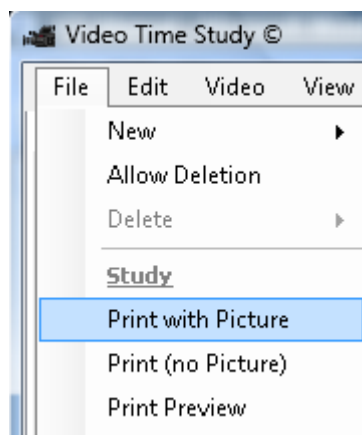 Video Time Study ©
File Edit Video View
New
Allow Deletion
Delete
Study
Print with Picture
Print (no Picture)
Print Preview